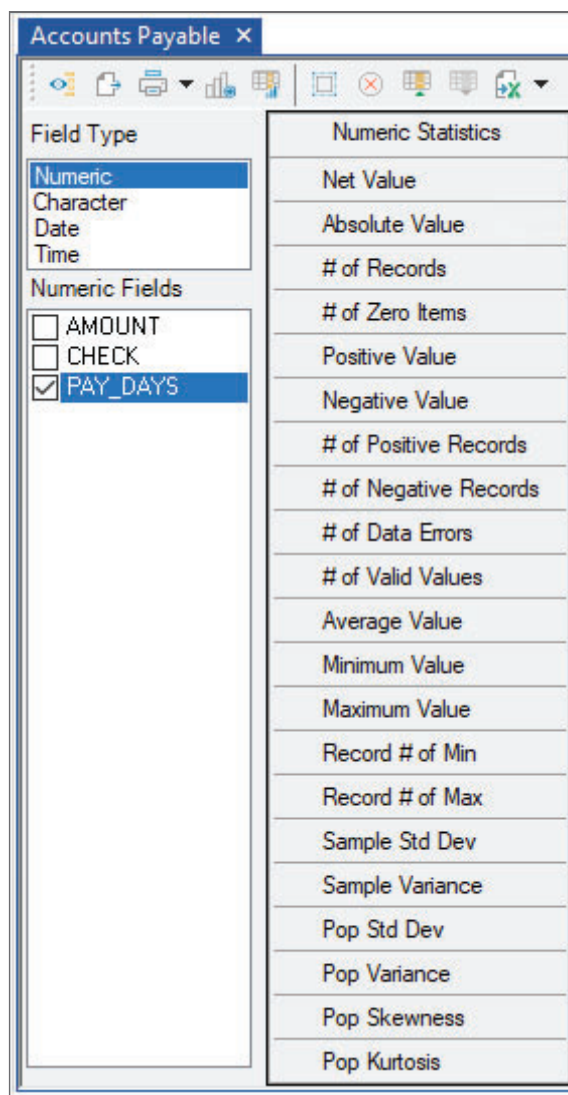 Accounts Payable ×
Field Type
Numeric
Character
Date
Time
Numeric Fields
AMOUNT
CHECK
PAY_DAYS
Numeric Statistics
Net Value
Absolute Value
# of Records
# of Zero Items
Positive Value
Negative Value
# of Positive Records
# of Negative Records
# of Data Errors
# of Valid Values
Average Value
Minimum Value
Maximum Value
Record # of Min
Record # of Max
Sample Std Dev
Sample Variance
Pop Std Dev
Pop Variance
Pop Skewness
Pop Kurtosis